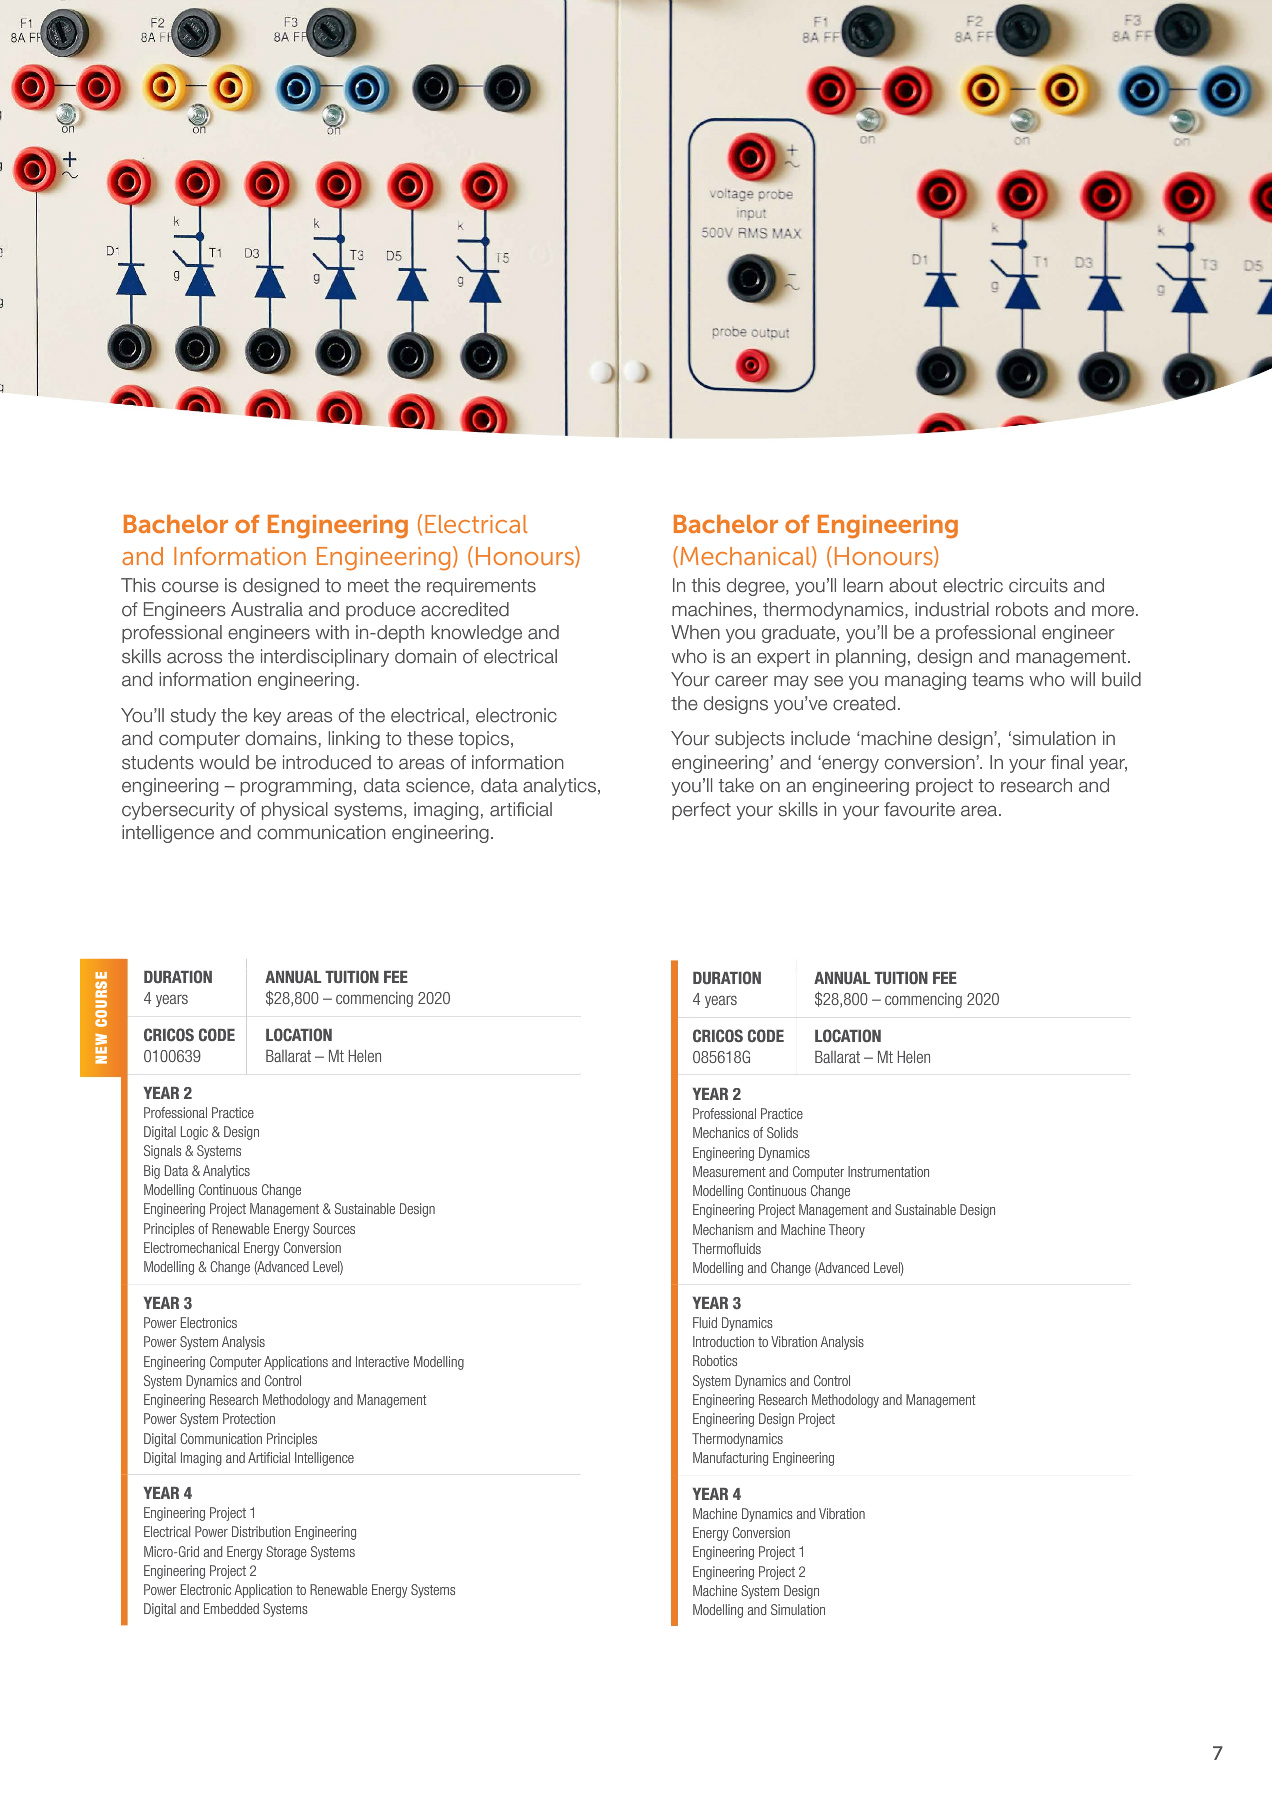 F1
8A FF
F2
8A FF
F3
8A FF
on
on
on
+
~
D1
k
g
T1
D3
k
g
T3
D5
k
g
T5
+
~
voltage probe
input
500V RMS MAX
−
~
probe output
F1
8A FF
F2
8A FF
F3
8A FF
on
on
on
D1
k
g
T1
D3
k
g
T3
D5
Bachelor of Engineering (Electrical
and Information Engineering) (Honours)
This course is designed to meet the requirements
of Engineers Australia and produce accredited
professional engineers with in-depth knowledge and
skills across the interdisciplinary domain of electrical
and information engineering.
You’ll study the key areas of the electrical, electronic
and computer domains, linking to these topics,
students would be introduced to areas of information
engineering – programming, data science, data analytics,
cybersecurity of physical systems, imaging, artificial
intelligence and communication engineering.
NEW COURSE
DURATION
4 years
ANNUAL TUITION FEE
$28,800 – commencing 2020
CRICOS CODE
0100639
LOCATION
Ballarat – Mt Helen
YEAR 2
Professional Practice
Digital Logic & Design
Signals & Systems
Big Data & Analytics
Modelling Continuous Change
Engineering Project Management & Sustainable Design
Principles of Renewable Energy Sources
Electromechanical Energy Conversion
Modelling & Change (Advanced Level)
YEAR 3
Power Electronics
Power System Analysis
Engineering Computer Applications and Interactive Modelling
System Dynamics and Control
Engineering Research Methodology and Management
Power System Protection
Digital Communication Principles
Digital Imaging and Artificial Intelligence
YEAR 4
Engineering Project 1
Electrical Power Distribution Engineering
Micro-Grid and Energy Storage Systems
Engineering Project 2
Power Electronic Application to Renewable Energy Systems
Digital and Embedded Systems
Bachelor of Engineering
(Mechanical) (Honours)
In this degree, you’ll learn about electric circuits and
machines, thermodynamics, industrial robots and more.
When you graduate, you’ll be a professional engineer
who is an expert in planning, design and management.
Your career may see you managing teams who will build
the designs you’ve created.
Your subjects include ‘machine design’, ‘simulation in
engineering’ and ‘energy conversion’. In your final year,
you’ll take on an engineering project to research and
perfect your skills in your favourite area.
DURATION
4 years
ANNUAL TUITION FEE
$28,800 – commencing 2020
CRICOS CODE
085618G
LOCATION
Ballarat – Mt Helen
YEAR 2
Professional Practice
Mechanics of Solids
Engineering Dynamics
Measurement and Computer Instrumentation
Modelling Continuous Change
Engineering Project Management and Sustainable Design
Mechanism and Machine Theory
Thermofluids
Modelling and Change (Advanced Level)
YEAR 3
Fluid Dynamics
Introduction to Vibration Analysis
Robotics
System Dynamics and Control
Engineering Research Methodology and Management
Engineering Design Project
Thermodynamics
Manufacturing Engineering
YEAR 4
Machine Dynamics and Vibration
Energy Conversion
Engineering Project 1
Engineering Project 2
Machine System Design
Modelling and Simulation
7